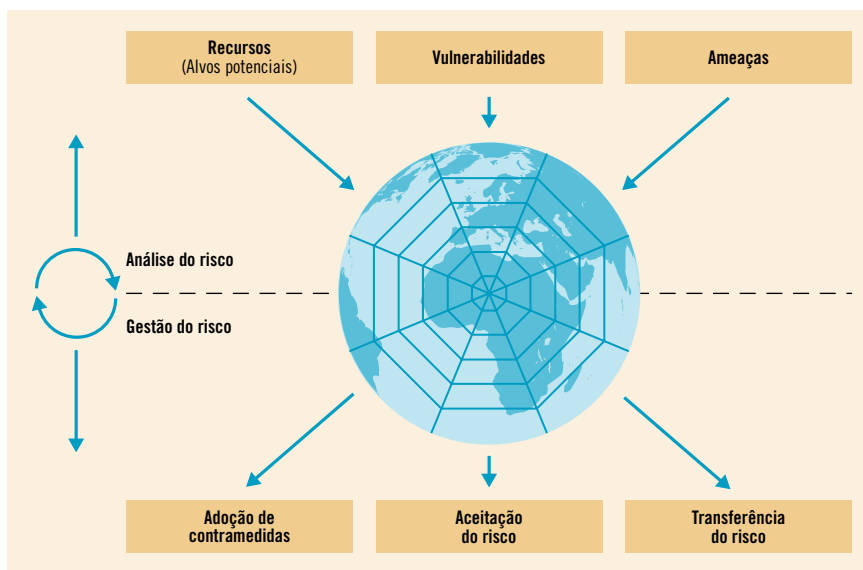 Recursos
(Alvos potenciais)
Vulnerabilidades
Ameaças
Análise do risco
Gestão do risco
Adoção de
contramedidas
Aceitação
do risco
Transferência
do risco